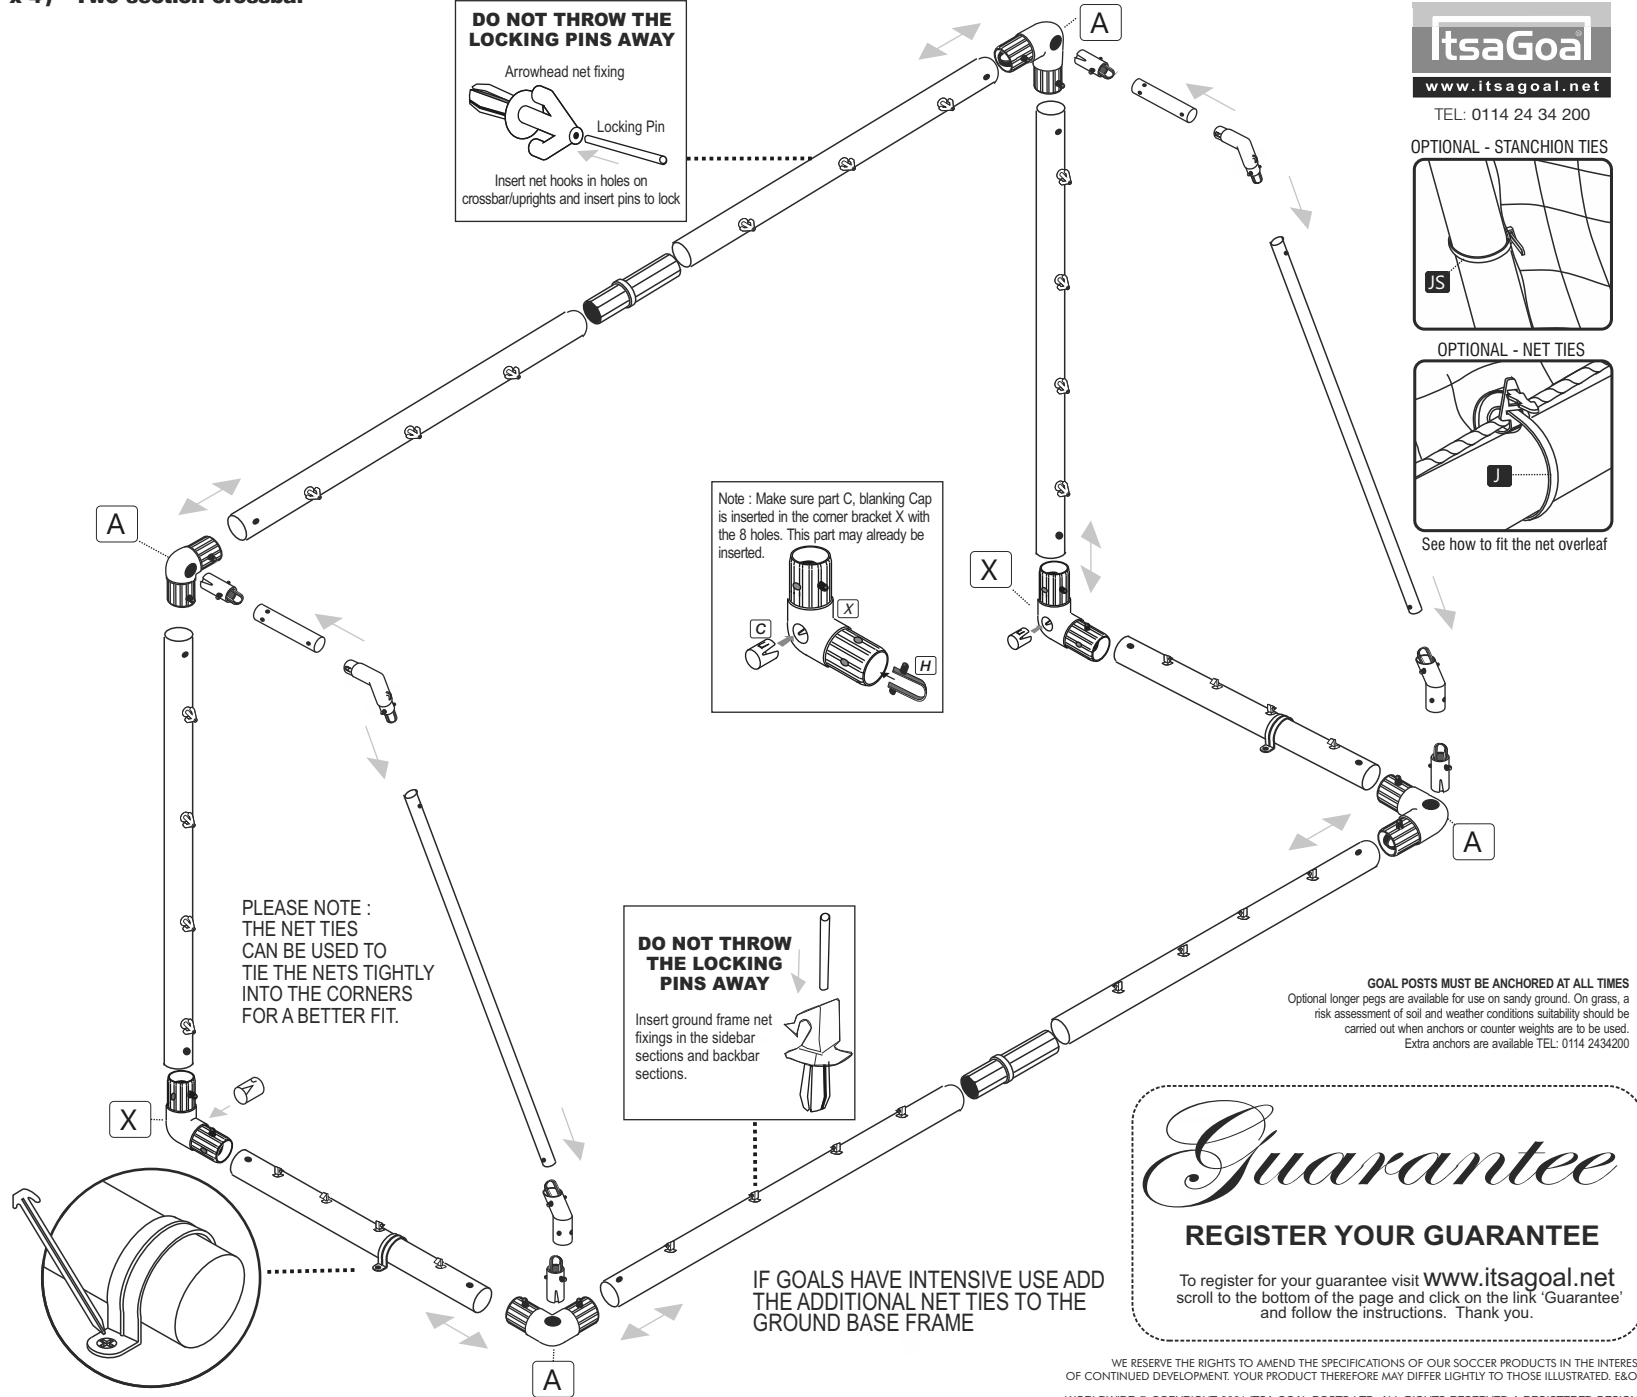 x 4 )   Two section crossbar
DO NOT THROW THE
LOCKING PINS AWAY
Arrowhead net fixing
Locking Pin
Insert net hooks in holes on
crossbar/uprights and insert pins to lock
A
ItsaGoal
www.itsagoal.net
TEL: 0114 24 34 200
OPTIONAL - STANCHION TIES
JS
OPTIONAL - NET TIES
J
See how to fit the net overleaf
A
Note : Make sure part C, blanking Cap
is inserted in the corner bracket X with
the 8 holes. This part may already be
inserted.
X
C
H
X
A
PLEASE NOTE :
THE NET TIES
CAN BE USED TO
TIE THE NETS TIGHTLY
INTO THE CORNERS
FOR A BETTER FIT.
DO NOT THROW
THE LOCKING
PINS AWAY
Insert ground frame net
fixings in the sidebar
sections and backbar
sections.
GOAL POSTS MUST BE ANCHORED AT ALL TIMES
Optional longer pegs are available for use on sandy ground. On grass, a
risk assessment of soil and weather conditions suitability should be
carried out when anchors or counter weights are to be used.
Extra anchors are available TEL: 0114 2434200
X
Guarantee
REGISTER YOUR GUARANTEE
To register for your guarantee visit www.itsagoal.net
scroll to the bottom of the page and click on the link ‘Guarantee’
and follow the instructions.  Thank you.
IF GOALS HAVE INTENSIVE USE ADD
THE ADDITIONAL NET TIES TO THE
GROUND BASE FRAME
A
WE RESERVE THE RIGHTS TO AMEND THE SPECIFICATIONS OF OUR SOCCER PRODUCTS IN THE INTERES
OF CONTINUED DEVELOPMENT. YOUR PRODUCT THEREFORE MAY DIFFER LIGHTLY TO THOSE ILLUSTRATED. E&O